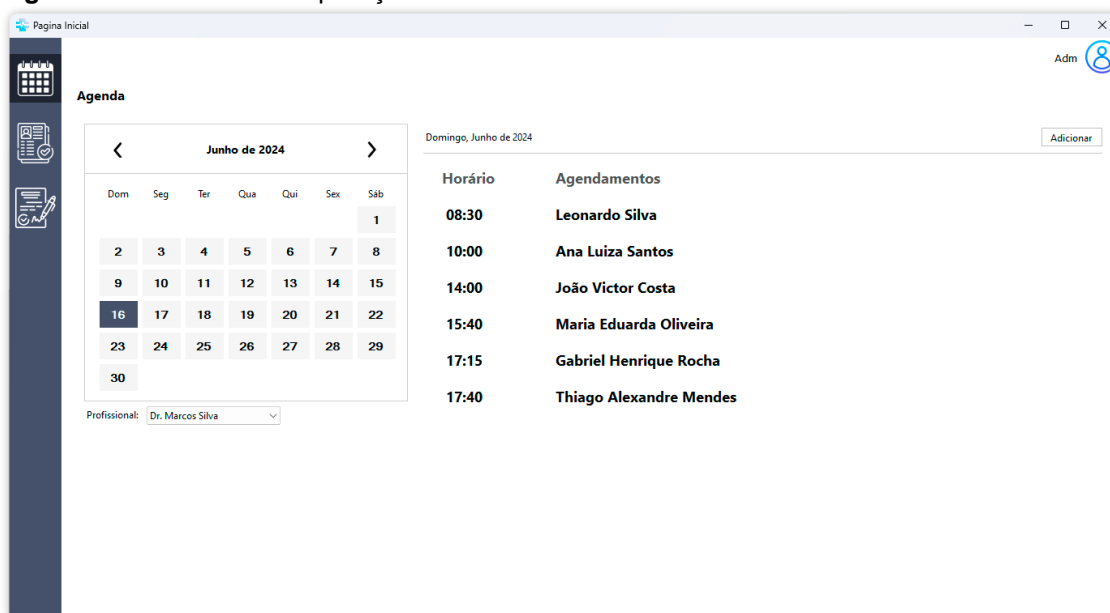 Pagina Inicial
Adm
Agenda
Junho de 2024
Dom Seg Ter Qua Qui Sex Sáb
1
2 3 4 5 6 7 8
9 10 11 12 13 14 15
16 17 18 19 20 21 22
23 24 25 26 27 28 29
30
Profissional: Dr. Marcos Silva
Domingo, Junho de 2024
Adicionar
Horário Agendamentos
08:30 Leonardo Silva
10:00 Ana Luiza Santos
14:00 João Victor Costa
15:40 Maria Eduarda Oliveira
17:15 Gabriel Henrique Rocha
17:40 Thiago Alexandre Mendes